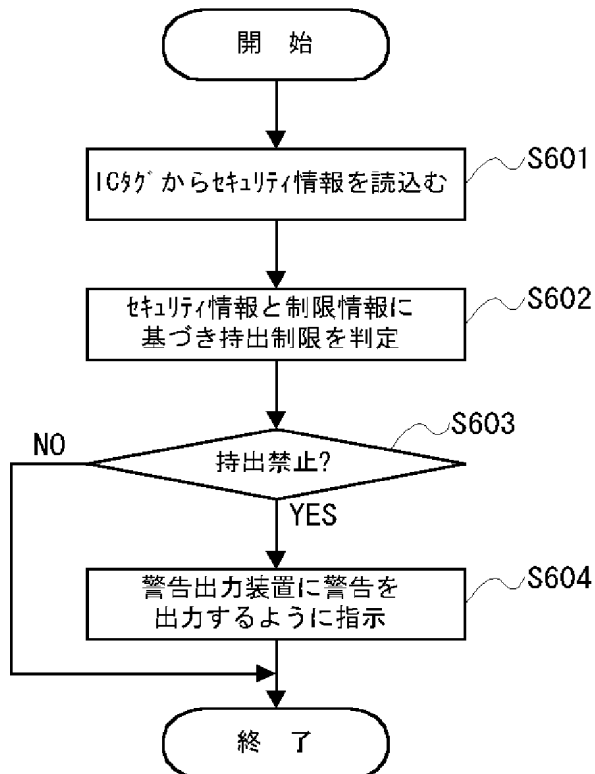 開 始
ICﾀｸﾞからｾｷｭﾘﾃｨ情報を読込む
S601
ｾｷｭﾘﾃｨ情報と制限情報に
基づき持出制限を判定
S602
S603
NO
持出禁止?
YES
警告出力装置に警告を
出力するように指示
S604
終 了